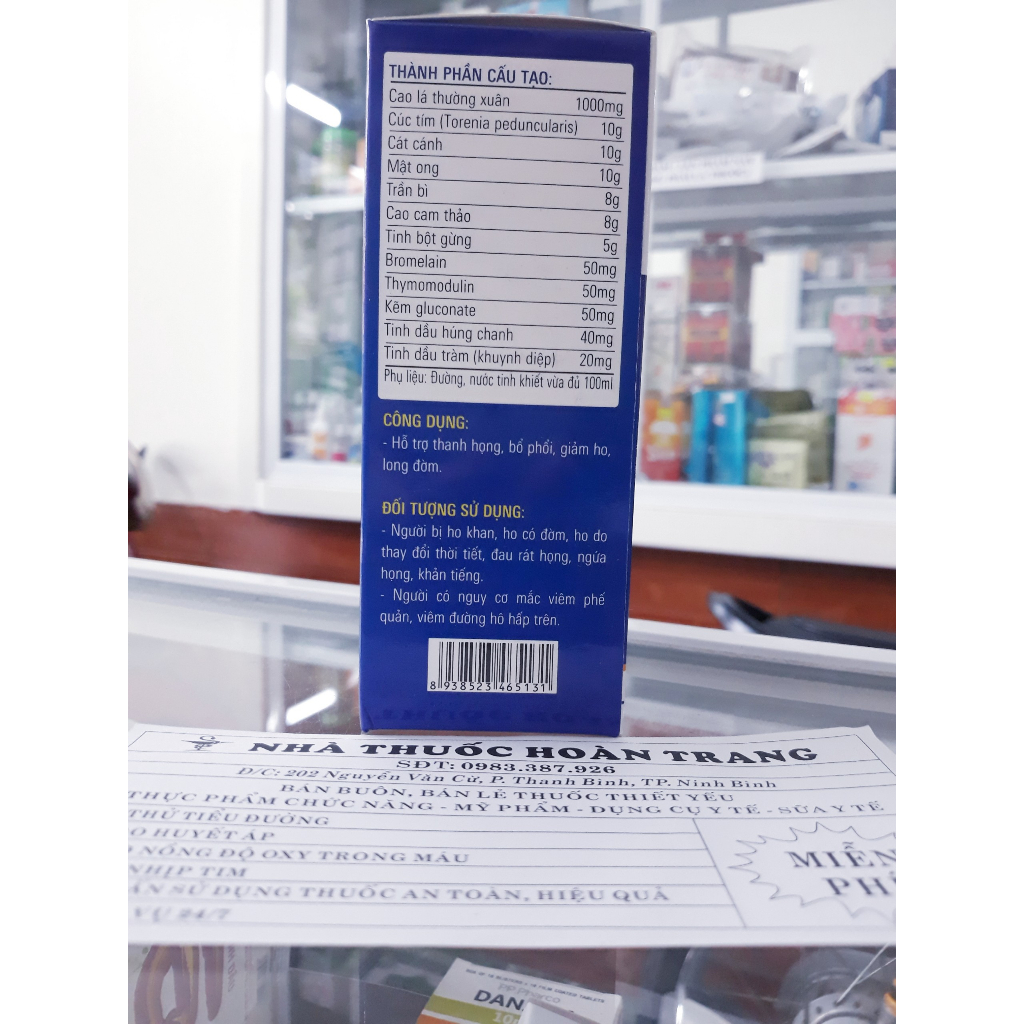 THÀNH PHẦN CẤU TẠO:
Cao lá thường xuân 1000mg
Cúc tím (Torenia peduncularis) 10g
Cát cánh 10g
Mật ong 10g
Trần bì 8g
Cao cam thảo 8g
Tinh bột gừng 5g
Bromelain 50mg
Thymomodulin 50mg
Kẽm gluconate 50mg
Tinh dầu húng chanh 40mg
Tinh dầu tràm (khuynh diệp) 20mg
Phụ liệu: Đường, nước tinh khiết vừa đủ 100ml
CÔNG DỤNG:
- Hỗ trợ thanh họng, bổ phổi, giảm ho,
long đờm.
ĐỐI TƯỢNG SỬ DỤNG:
- Người bị ho khan, ho có đờm, ho do
thay đổi thời tiết, đau rát họng, ngứa
họng, khản tiếng.
- Người có nguy cơ mắc viêm phế
quản, viêm đường hô hấp trên.
8 938523 465131
NHÀ THUỐC HOÀN TRANG
SĐT: 0983.387.926
Đ/C: 202 Nguyễn Văn Cừ, P. Thanh Bình, TP. Ninh Bình
BÁN BUÔN, BÁN LẺ THUỐC THIẾT YẾU
THỰC PHẨM CHỨC NĂNG - MỸ PHẨM - DỤNG CỤ Y TẾ - SỮA Y TẾ
THỬ TIỂU ĐƯỜNG
O HUYẾT ÁP
NỒNG ĐỘ OXY TRONG MÁU
NHỊP TIM
ẤN SỬ DỤNG THUỐC AN TOÀN, HIỆU QUẢ
VỤ 24/7
MIỄN
PHÍ
DAN